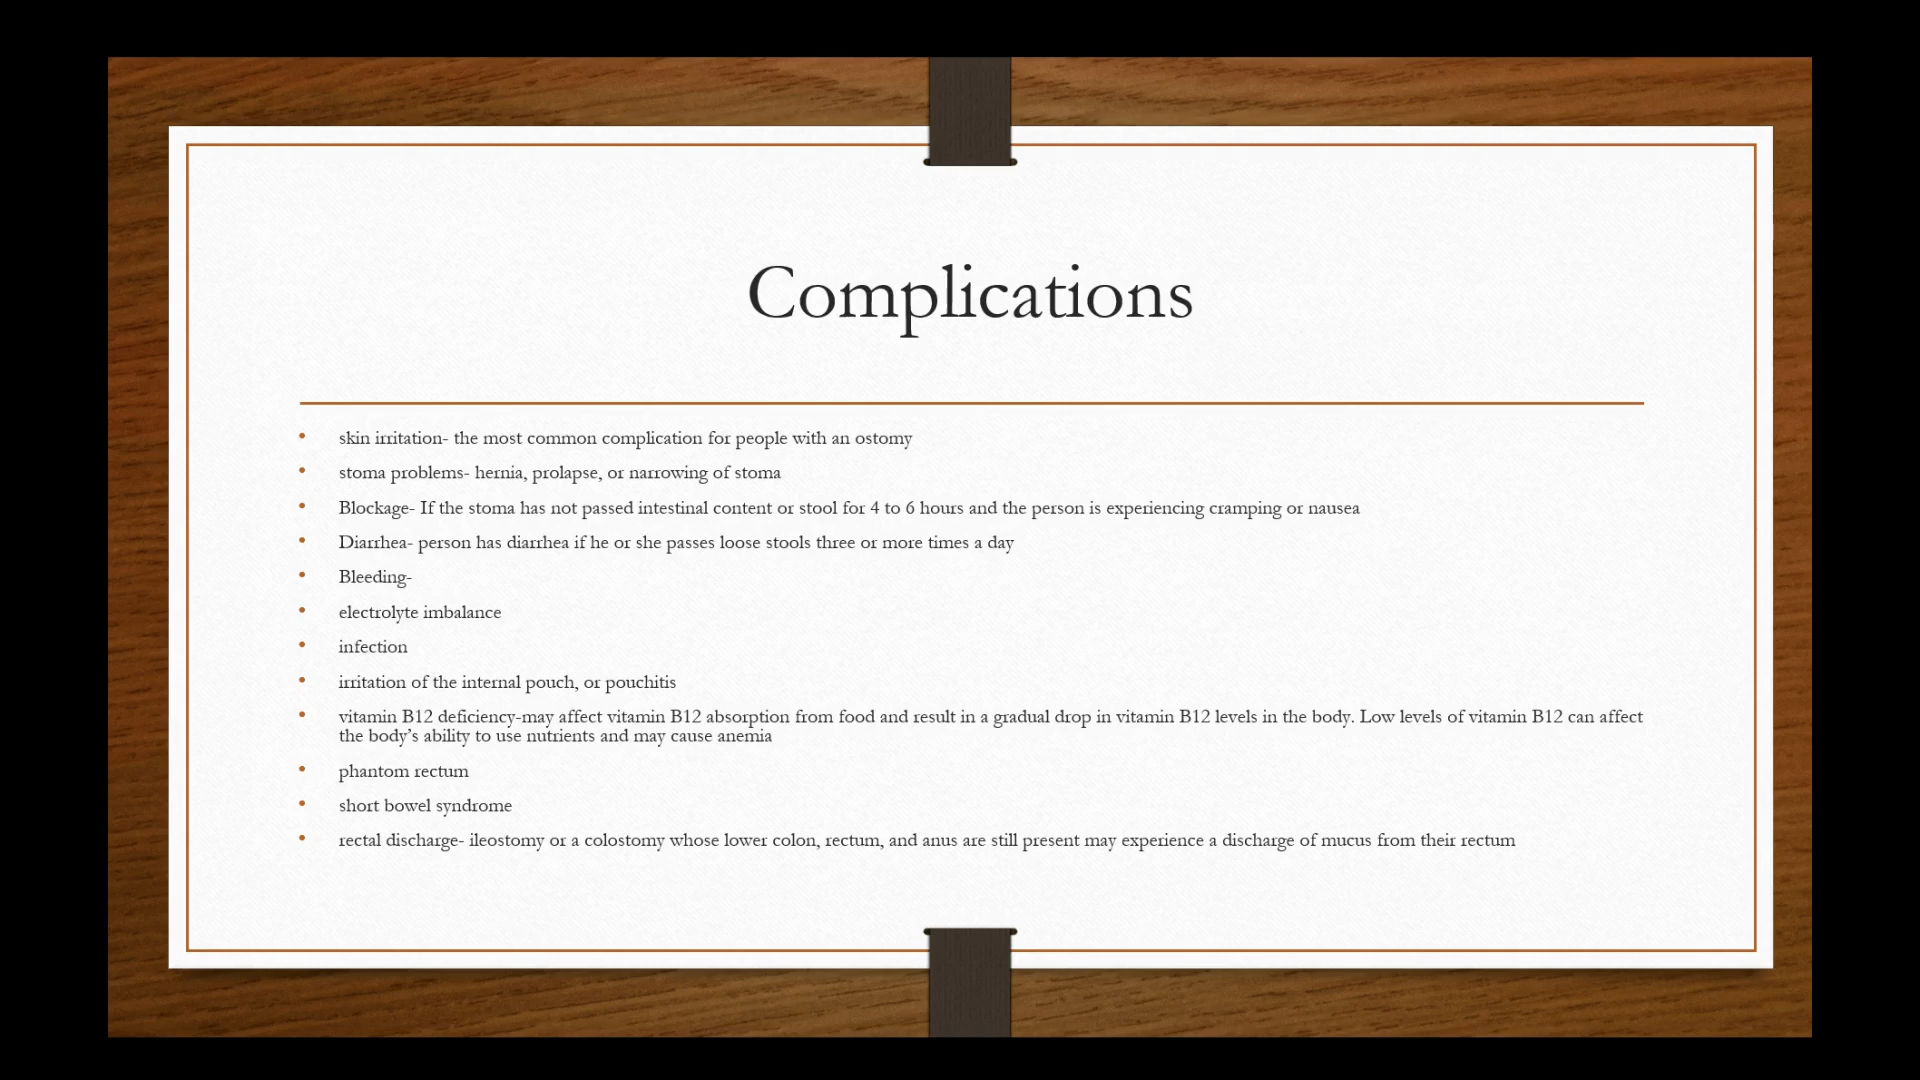 Complications
• skin irritation- the most common complication for people with an ostomy
• stoma problems- hernia, prolapse, or narrowing of stoma
• Blockage- If the stoma has not passed intestinal content or stool for 4 to 6 hours and the person is experiencing cramping or nausea
• Diarrhea- person has diarrhea if he or she passes loose stools three or more times a day
• Bleeding-
• electrolyte imbalance
• infection
• irritation of the internal pouch, or pouchitis
• vitamin B12 deficiency-may affect vitamin B12 absorption from food and result in a gradual drop in vitamin B12 levels in the body. Low levels of vitamin B12 can affect
the body’s ability to use nutrients and may cause anemia
• phantom rectum
• short bowel syndrome
• rectal discharge- ileostomy or a colostomy whose lower colon, rectum, and anus are still present may experience a discharge of mucus from their rectum